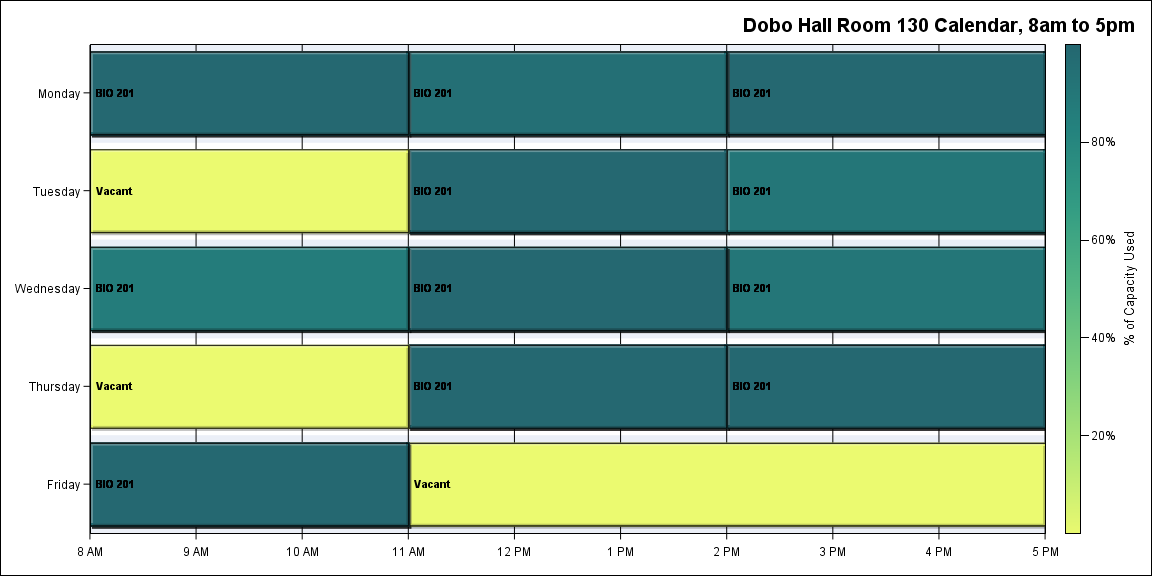 Dobo Hall Room 130 Calendar, 8am to 5pm
Monday
BIO 201
BIO 201
BIO 201
Tuesday
Vacant
BIO 201
BIO 201
Wednesday
BIO 201
BIO 201
BIO 201
Thursday
Vacant
BIO 201
BIO 201
Friday
BIO 201
Vacant
8 AM
9 AM
10 AM
11 AM
12 PM
1 PM
2 PM
3 PM
4 PM
5 PM
80%
60%
40%
20%
% of Capacity Used